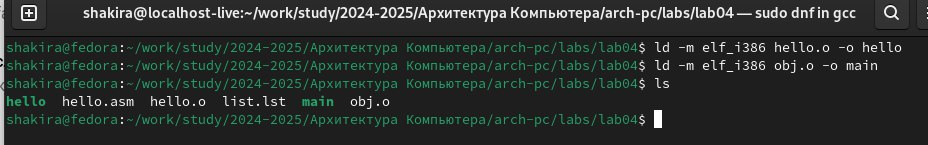 shakira@localhost-live:~/work/study/2024-2025/Архитектура Компьютера/arch-pc/labs/lab04 — sudo dnf in gcc
shakira@fedora:~/work/study/2024-2025/Архитектура Компьютера/arch-pc/labs/lab04$ ld -m elf_i386 hello.o -o hello
shakira@fedora:~/work/study/2024-2025/Архитектура Компьютера/arch-pc/labs/lab04$ ld -m elf_i386 obj.o -o main
shakira@fedora:~/work/study/2024-2025/Архитектура Компьютера/arch-pc/labs/lab04$ ls
hello hello.asm hello.o list.lst main obj.o
shakira@fedora:~/work/study/2024-2025/Архитектура Компьютера/arch-pc/labs/lab04$